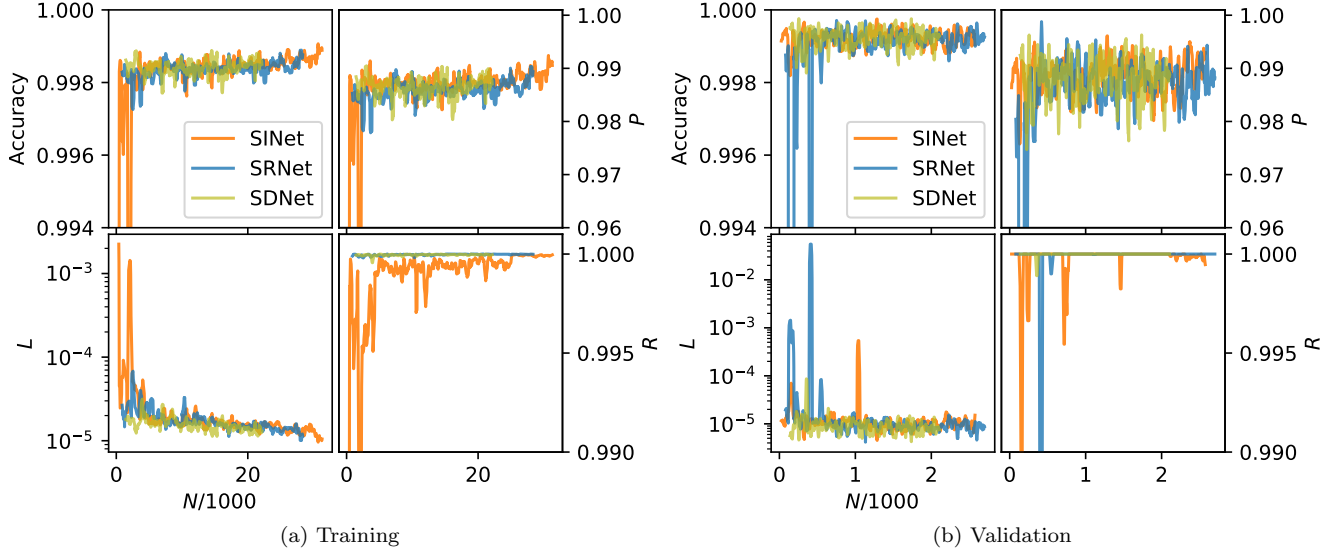 1.000
0.998
0.996
0.994
Accuracy
SINet
SRNet
SDNet
1.00
0.99
0.98
0.97
0.96
P
10⁻³
10⁻⁴
10⁻⁵
L
0
20
N/1000
1.000
0.995
0.990
R
0
20
(a) Training
1.000
0.998
0.996
0.994
Accuracy
SINet
SRNet
SDNet
1.00
0.99
0.98
0.97
0.96
P
10⁻²
10⁻³
10⁻⁴
10⁻⁵
L
0
1
2
N/1000
1.000
0.995
0.990
R
0
1
2
(b) Validation